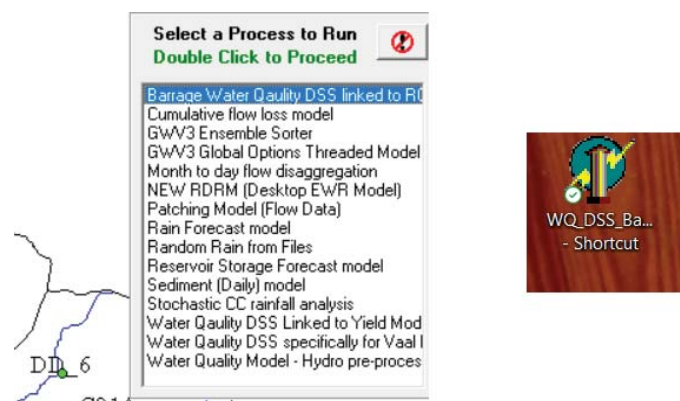 Select a Process to Run
Double Click to Proceed
Barrage Water Qaulity DSS linked to
Cumulative flow loss model
GWV3 Ensemble Sorter
GWV3 Global Options Threaded Model
Month to day flow disaggregation
NEW RDRM (Desktop EWR Model)
Patching Model (Flow Data)
Rain Forecast model
Random Rain from Files
Reservoir Storage Forecast model
Sediment (Daily) model
Stochastic CC rainfall analysis
Water Qaulity DSS Linked to Yield Mod
Water Qaulity DSS specifically for Vaal
Water Quality Model - Hydro pre-proces
WQ_DSS_Ba...
- Shortcut